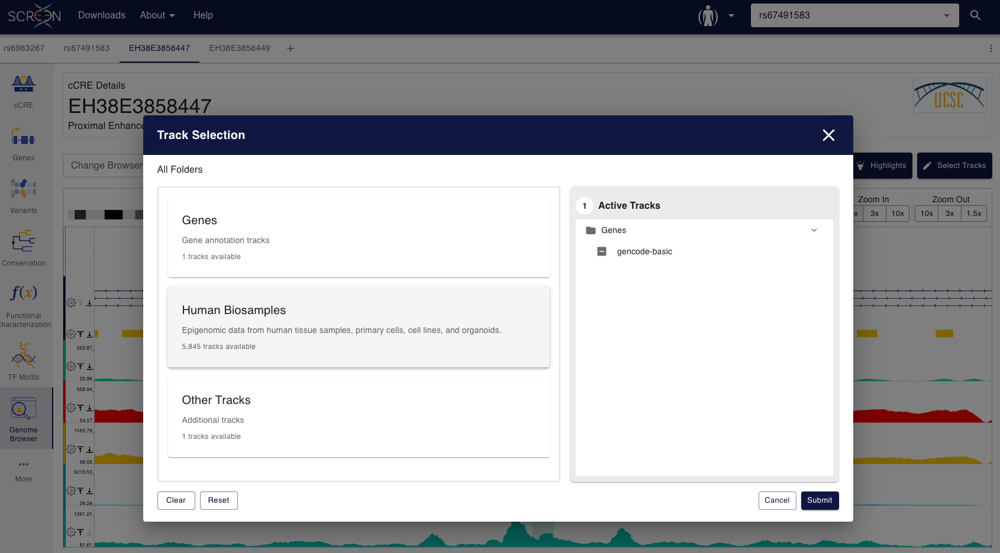 SCREEN
Downloads
About
Help
rs67491583
rs6983267
rs67491583
EH38E3858447
EH38E3858449
cCRE Details
EH38E3858447
UCSC
cCRE
Genes
Variants
Conservation
f(x)
Functional
Characterization
TF Motifs
Genome
Browser
More
Change Browser
Highlights
Select Tracks
Zoom In
3x
10x
Zoom Out
10x
3x
1.5x
553.87
23.96
558.94
54.57
1165.79
99.05
9210.53
29.28
1261.21
81.61
Track Selection
All Folders
Genes
Gene annotation tracks
1 tracks available
Human Biosamples
Epigenomic data from human tissue samples, primary cells, cell lines, and organoids.
5,845 tracks available
Other Tracks
Additional tracks
1 tracks available
1
Active Tracks
Genes
gencode-basic
Clear
Reset
Cancel
Submit